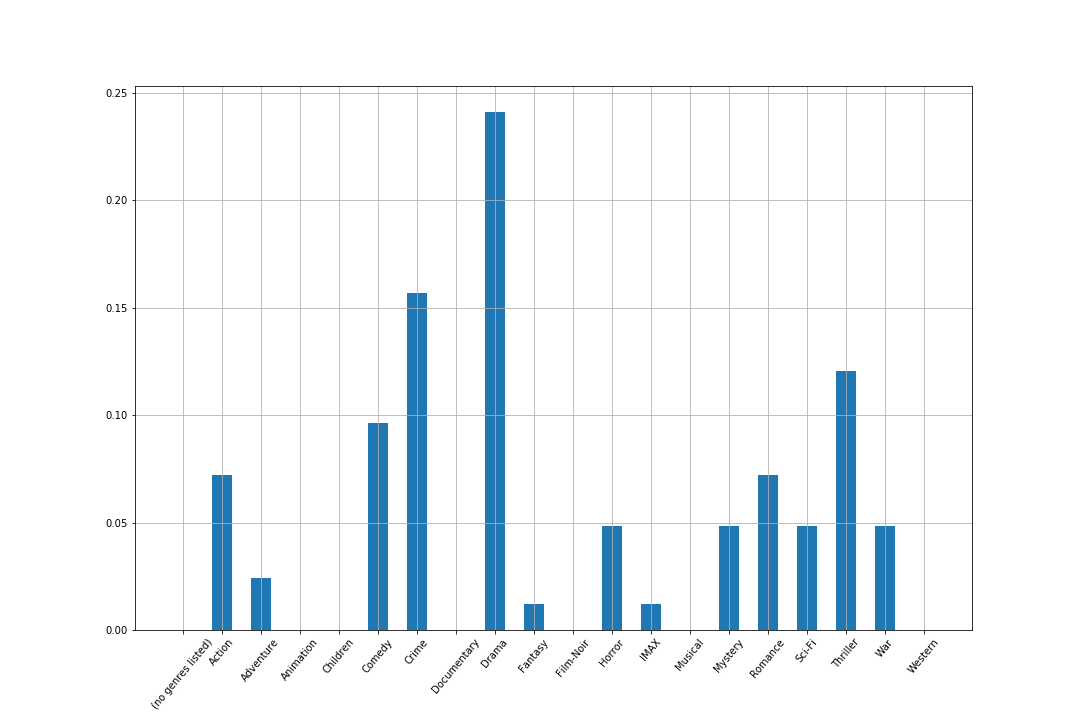 0.25
0.20
0.15
0.10
0.05
0.00
(no genres listed)
Action
Adventure
Animation
Children
Comedy
Crime
Documentary
Drama
Fantasy
Film-Noir
Horror
IMAX
Musical
Mystery
Romance
Sci-Fi
Thriller
War
Western